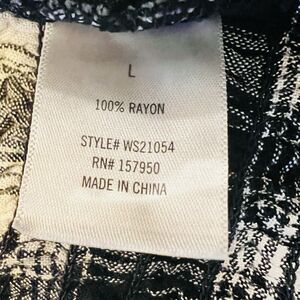 L
100% RAYON
STYLE# WS21054
RN# 157950
MADE IN CHINA